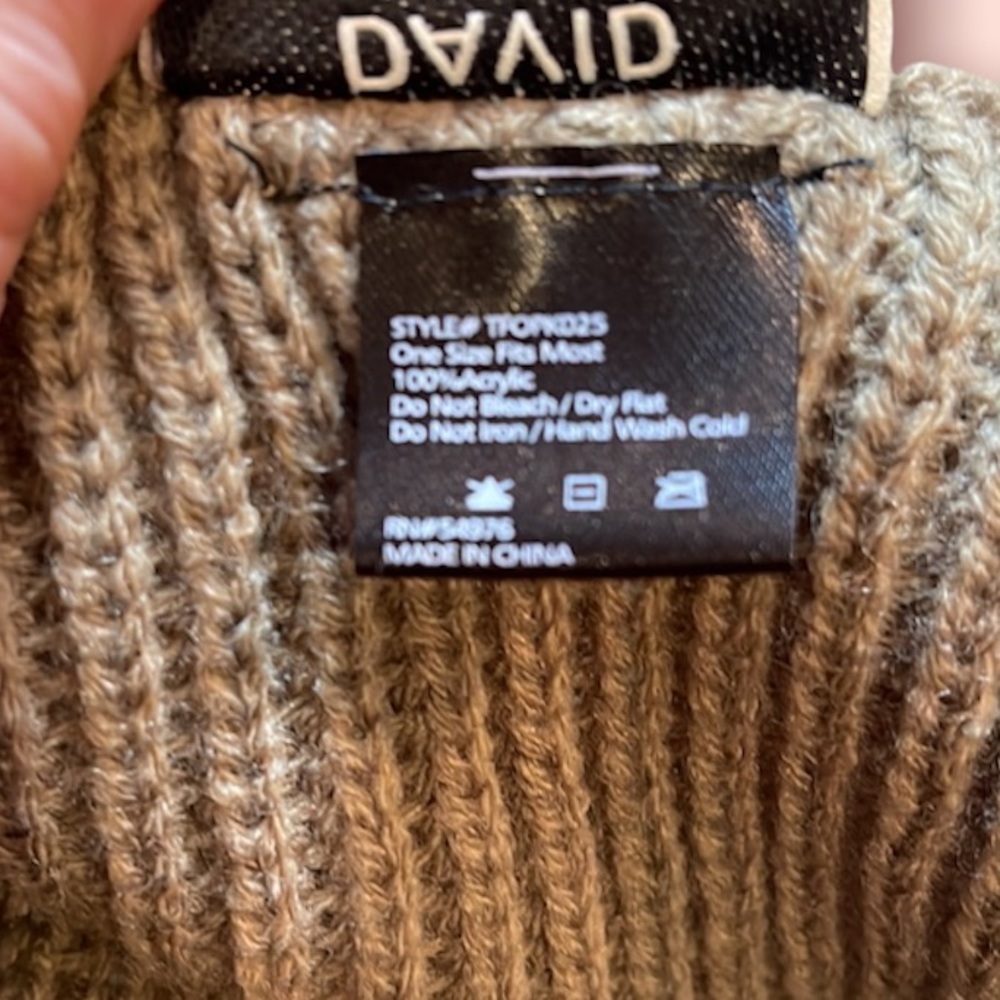 DAVID
STYLE# TFOPK025
One Size Fits Most
100%Acrylic
Do Not Bleach / Dry Flat
Do Not Iron / Hand Wash Cold
RN#54976
MADE IN CHINA